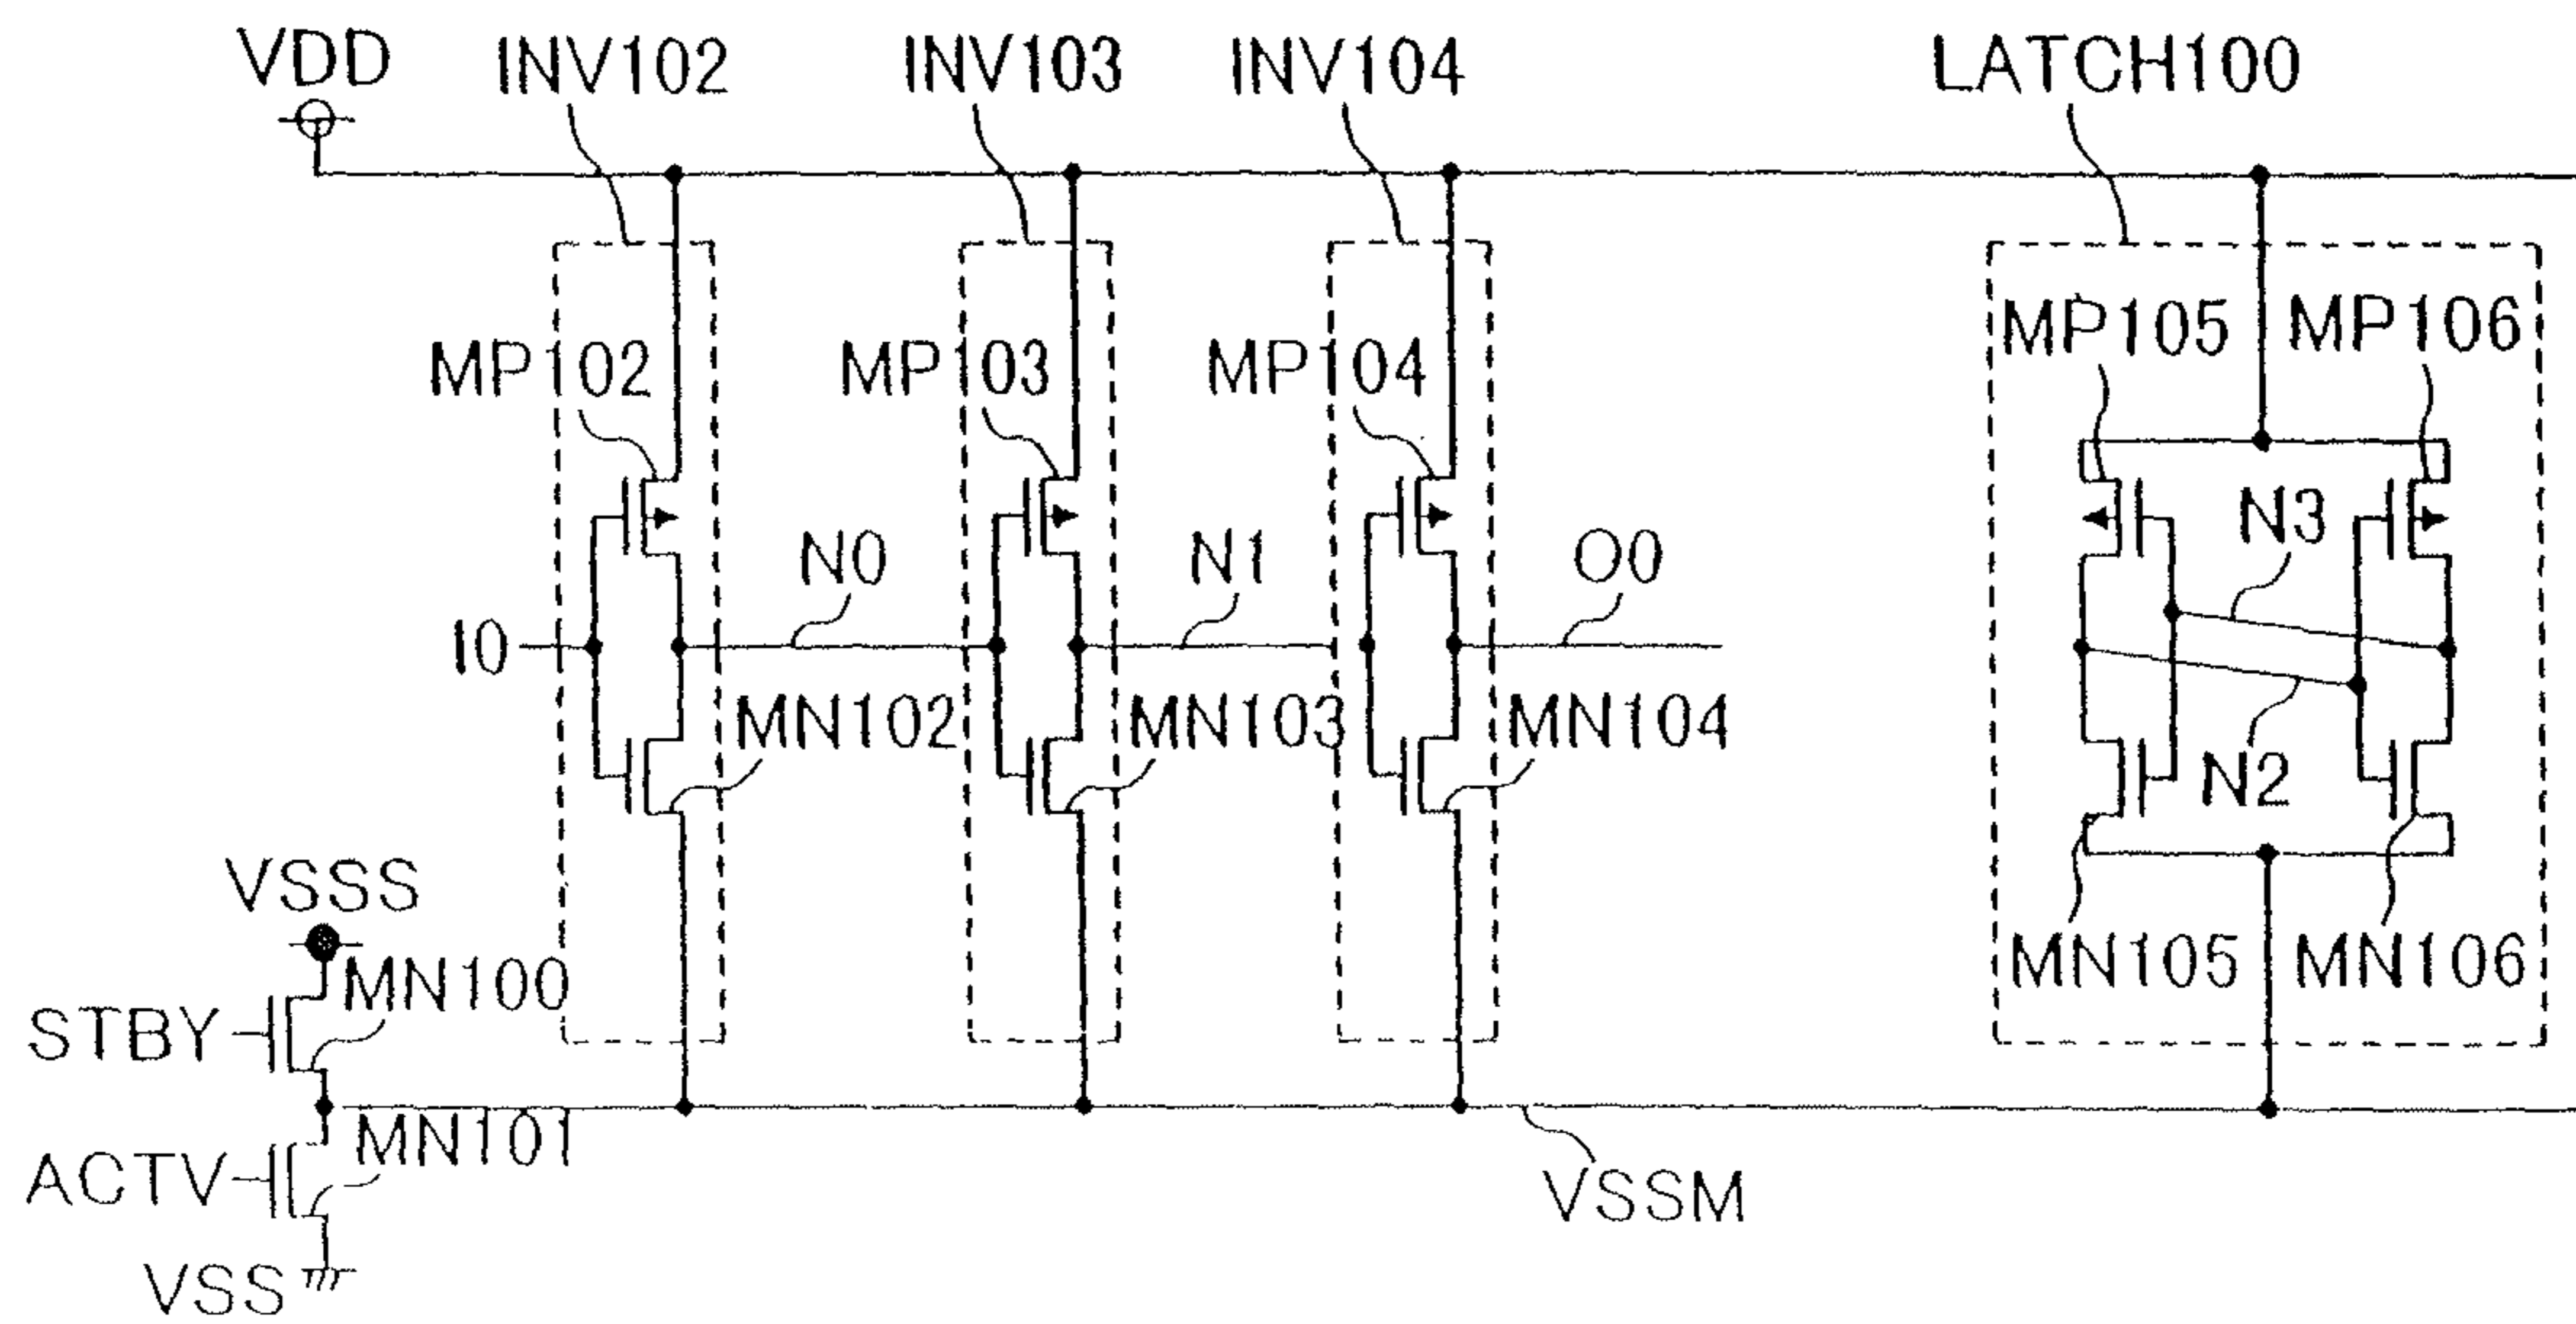 VDD
INV102
INV103
INV104
LATCH100
MP102
MP103
MP104
MP105
MP106
N0
N1
O0
N3
I0
MN102
MN103
MN104
N2
VSSS
MN100
MN105
MN106
STBY
MN101
ACTV
VSSM
VSS